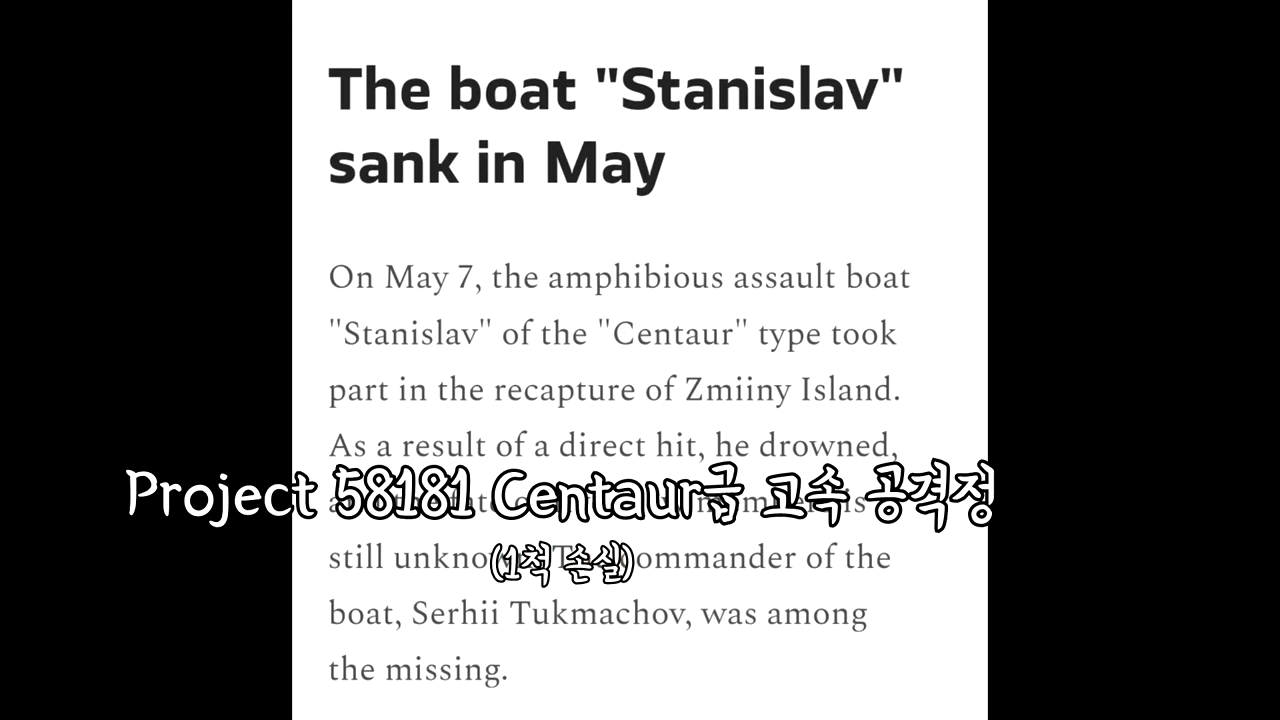 The boat "Stanislav"
sank in May
On May 7, the amphibious assault boat
"Stanislav" of the "Centaur" type took
part in the recapture of Zmiiny Island.
As a result of a direct hit, he drowned,
Project 58181 Centaur급 고속 공격정
is
still
(1척 손실)
commander of the
boat, Serhii Tukmachov, was among
the missing.